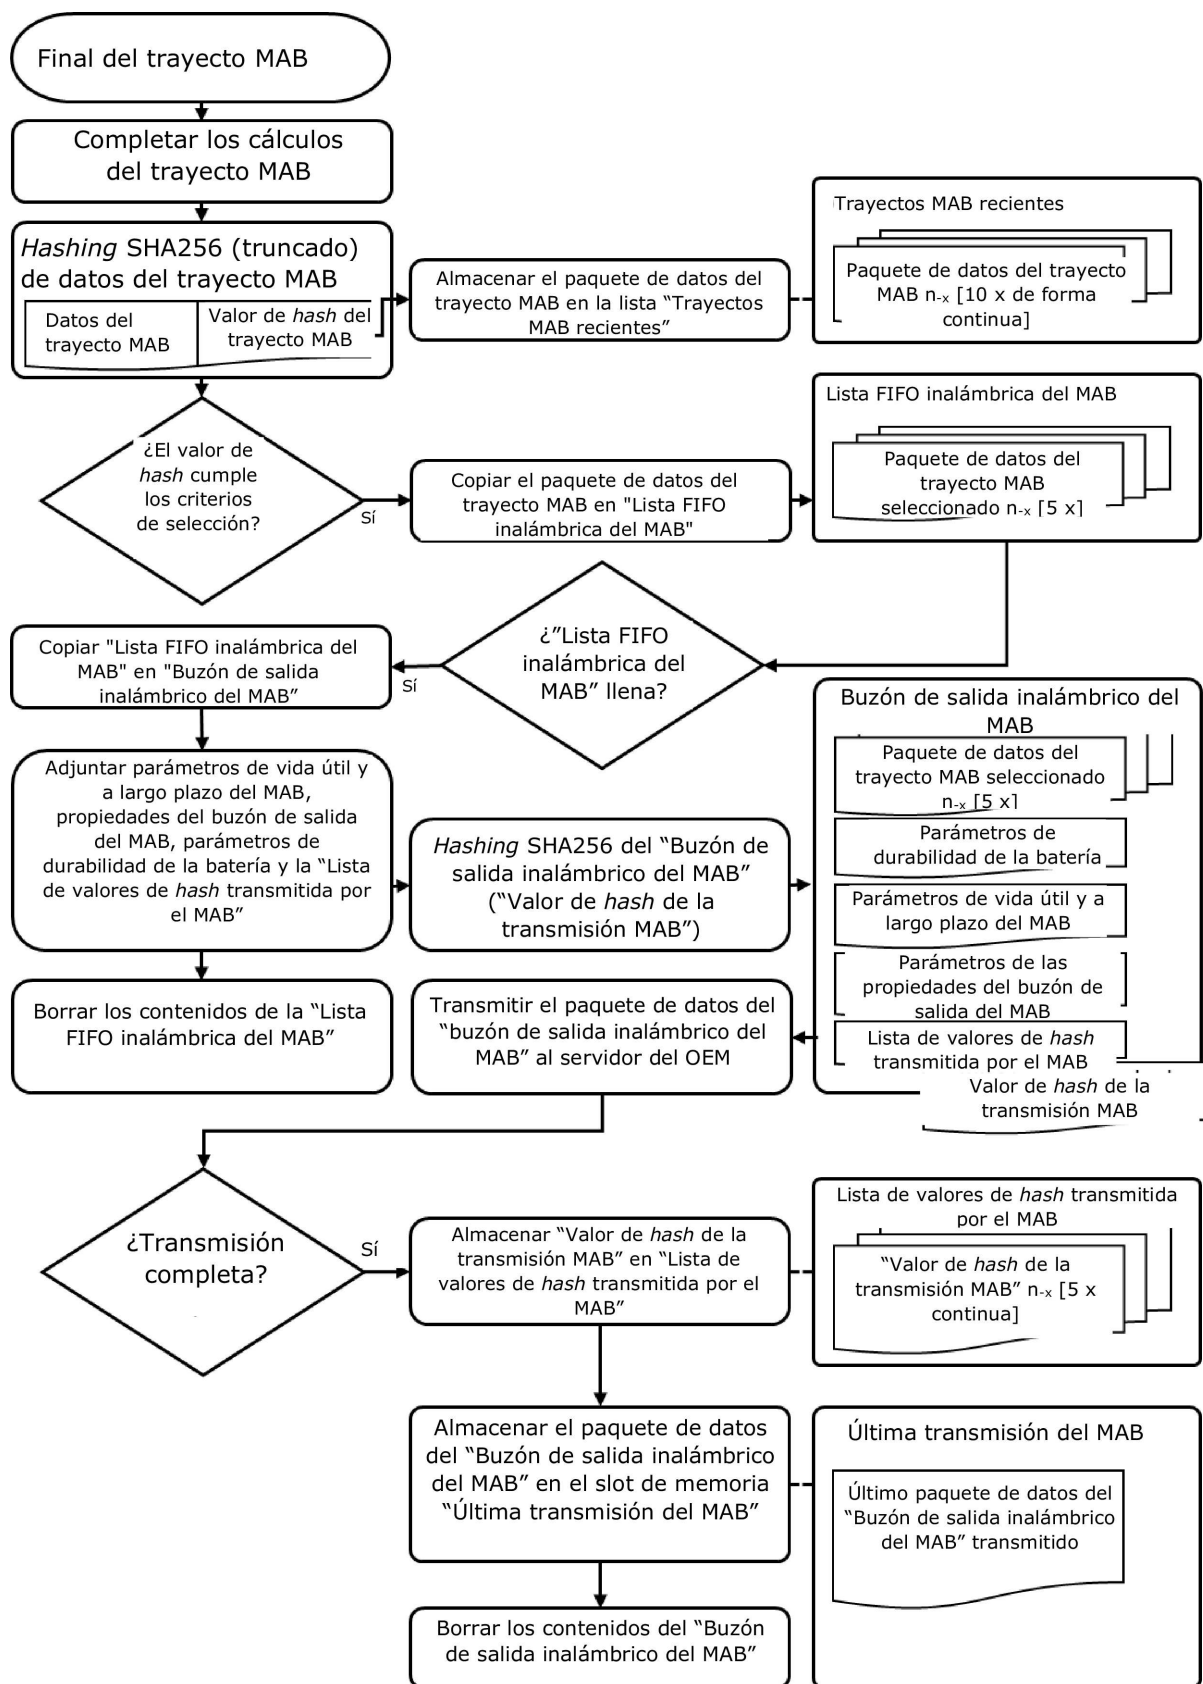 Final del trayecto MAB
Completar los cálculos
del trayecto MAB
Hashing SHA256 (truncado)
de datos del trayecto MAB
Datos del
trayecto MAB
Valor de hash del
trayecto MAB
Almacenar el paquete de datos del
trayecto MAB en la lista “Trayectos
MAB recientes”
Trayectos MAB recientes
Paquete de datos del trayecto
MAB n-x [10 x de forma
continua]
¿El valor de
hash cumple
los criterios
de selección?
Sí
Copiar el paquete de datos del
trayecto MAB en "Lista FIFO
inalámbrica del MAB"
Lista FIFO inalámbrica del MAB
Paquete de datos del
trayecto MAB
seleccionado n-x [5 x]
¿”Lista FIFO
inalámbrica del
MAB” llena?
Sí
Copiar "Lista FIFO inalámbrica del
MAB" en "Buzón de salida
inalámbrico del MAB”
Adjuntar parámetros de vida útil y
a largo plazo del MAB,
propiedades del buzón de salida
del MAB, parámetros de
durabilidad de la batería y la “Lista
de valores de hash transmitida por
el MAB”
Hashing SHA256 del “Buzón de
salida inalámbrico del MAB”
(“Valor de hash de la
transmisión MAB”)
Buzón de salida inalámbrico del
MAB
Paquete de datos del
trayecto MAB seleccionado
n-x [5 x]
Parámetros de
durabilidad de la batería
Parámetros de vida útil y a
largo plazo del MAB
Parámetros de las
propiedades del buzón de
salida del MAB
Lista de valores de hash
transmitida por el MAB
Valor de hash de la
transmisión MAB
Borrar los contenidos de la “Lista
FIFO inalámbrica del MAB”
Transmitir el paquete de datos del
“buzón de salida inalámbrico del
MAB” al servidor del OEM
¿Transmisión
completa?
Sí
Almacenar “Valor de hash de la
transmisión MAB” en “Lista de
valores de hash transmitida por el
MAB”
Lista de valores de hash transmitida
por el MAB
“Valor de hash de la
transmisión MAB” n-x [5 x
continua]
Almacenar el paquete de datos
del “Buzón de salida inalámbrico
del MAB” en el slot de memoria
“Última transmisión del MAB”
Última transmisión del MAB
Último paquete de datos del
“Buzón de salida inalámbrico
del MAB” transmitido
Borrar los contenidos del “Buzón
de salida inalámbrico del MAB”